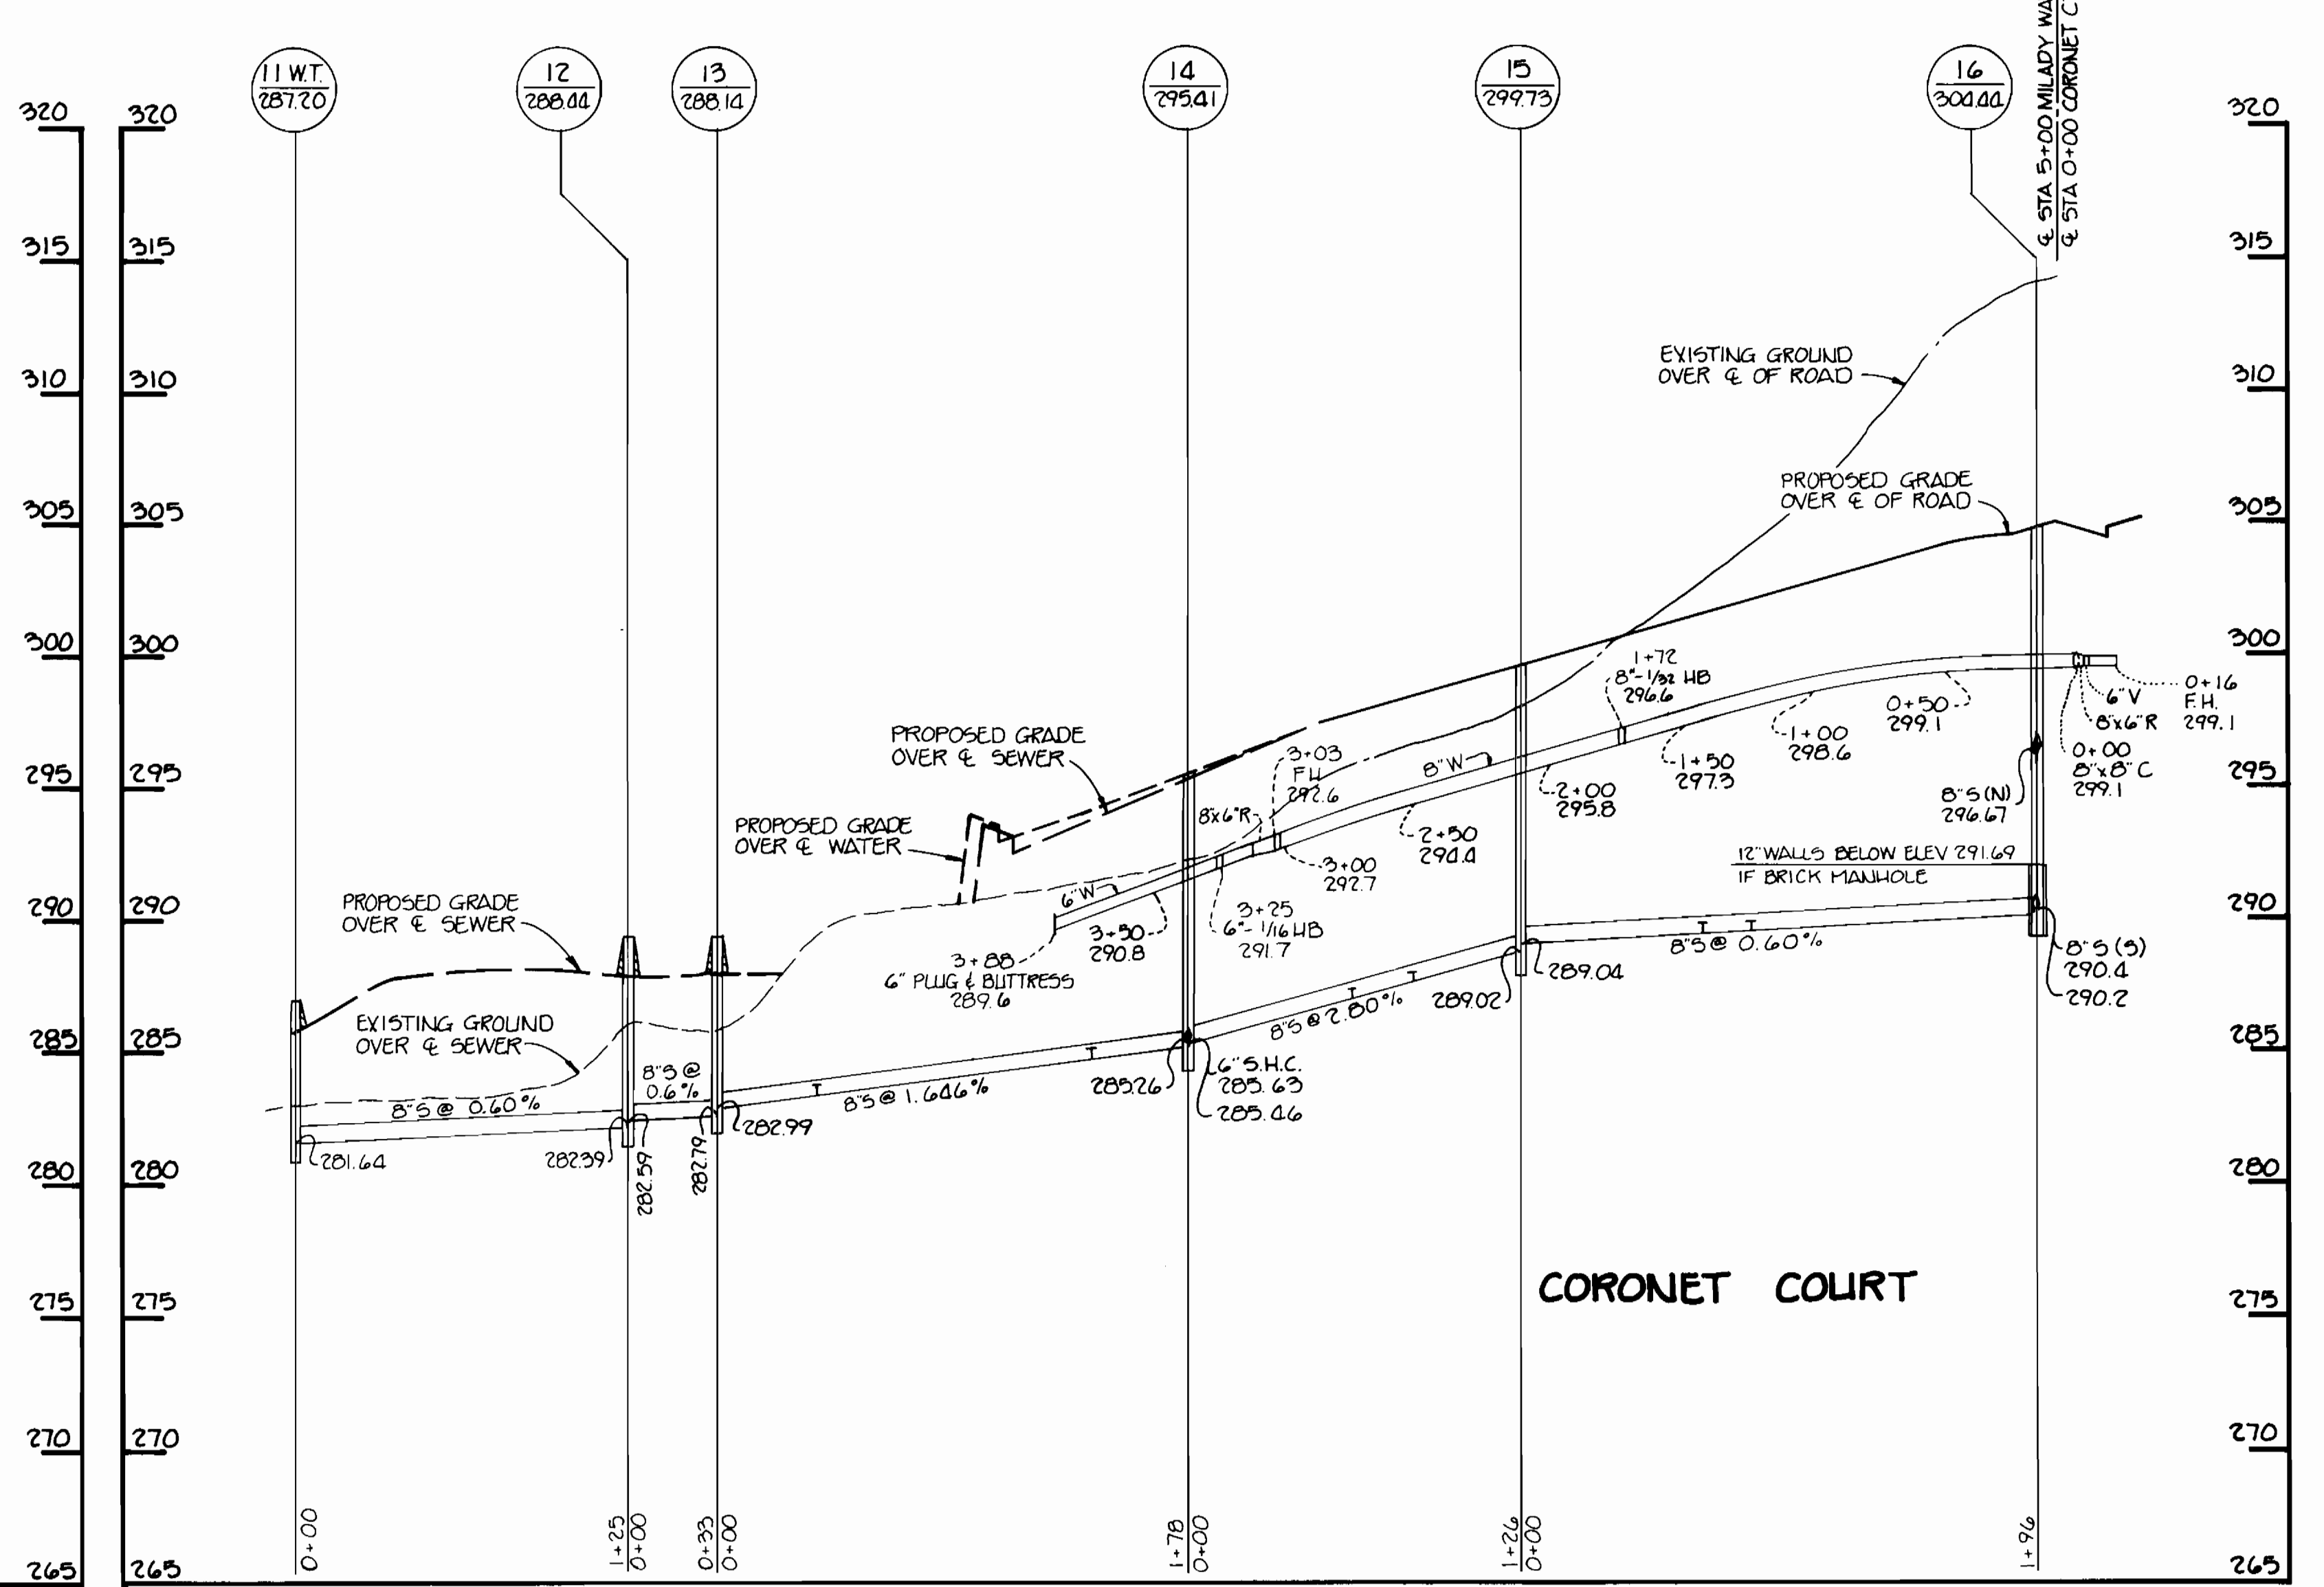 11 W.T.
287.20
12
288.44
13
288.14
14
295.41
15
299.73
16
304.44
℄ STA 5+00 MILADY WA
℄ STA 0+00 CORONET C
320
320
320
315
315
315
310
310
310
305
305
305
300
300
300
295
295
295
290
290
290
285
285
285
280
280
280
275
275
275
270
270
270
265
265
265
EXISTING GROUND
OVER ℄ OF ROAD
PROPOSED GRADE
OVER ℄ OF ROAD
1+72
8"-1/32 HB
296.6
PROPOSED GRADE
OVER ℄ SEWER
3+03
F.H.
292.6
8"W
8x6"R
0+50
299.1
1+00
298.6
1+50
297.3
2+00
295.8
2+50
294.4
3+00
292.7
6"V
8"x6"R
0+16
F.H.
299.1
0+00
8"x8"C
299.1
8"S (N)
296.67
PROPOSED GRADE
OVER ℄ WATER
12" WALLS BELOW ELEV 291.69
IF BRICK MANHOLE
PROPOSED GRADE
OVER ℄ SEWER
6"W
3+25
6"-1/16 HB
291.7
3+50
290.8
3+88
6" PLUG & BUTTRESS
289.6
8"S @ 0.60%
8"S (S)
290.4
290.2
289.04
289.02
8"S @ 2.80%
EXISTING GROUND
OVER ℄ SEWER
8"S @
0.6%
8"S @ 0.60%
8"S @ 1.646%
285.26
6" S.H.C.
285.63
285.46
281.64
282.39
282.59
282.79
282.99
CORONET COURT
0+00
1+25
0+00
0+33
0+00
1+78
0+00
1+26
0+00
1+96